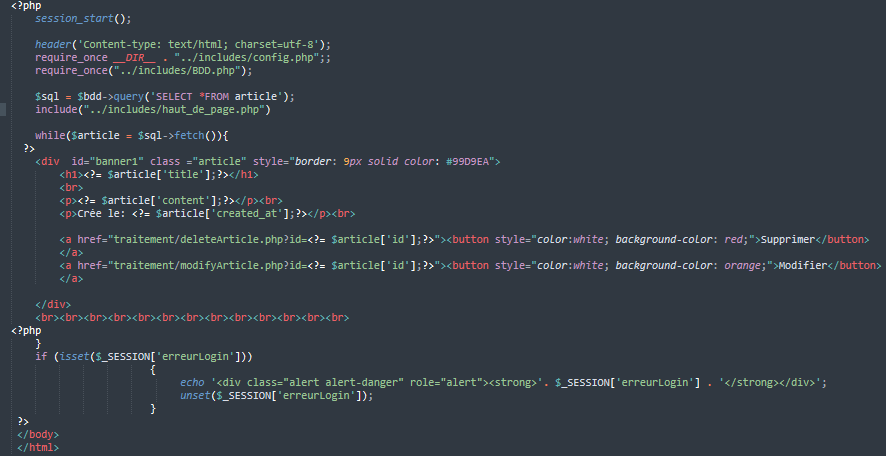 <?php
session_start();
header('Content-type: text/html; charset=utf-8');
require_once __DIR__ . "../includes/config.php";;
require_once("../includes/BDD.php");
$sql = $bdd->query('SELECT *FROM article');
include("../includes/haut_de_page.php")
while($article = $sql->fetch()){
?>
<div  id="banner1" class ="article" style="border: 9px solid color: #99D9EA">
<h1><?= $article['title'];?></h1>
<br>
<p><?= $article['content'];?></p><br>
<p>Crée le: <?= $article['created_at'];?></p><br>
<a href="traitement/deleteArticle.php?id=<?= $article['id'];?>"><button style="color:white; background-color: red;">Supprimer</button>
</a>
<a href="traitement/modifyArticle.php?id=<?= $article['id'];?>"><button style="color:white; background-color: orange;">Modifier</button>
</a>
</div>
<br><br><br><br><br><br><br><br><br><br><br><br><br>
<?php
}
if (isset($_SESSION['erreurLogin']))
{
echo '<div class="alert alert-danger" role="alert"><strong>'. $_SESSION['erreurLogin'] . '</strong></div>';
unset($_SESSION['erreurLogin']);
}
?>
</body>
</html>